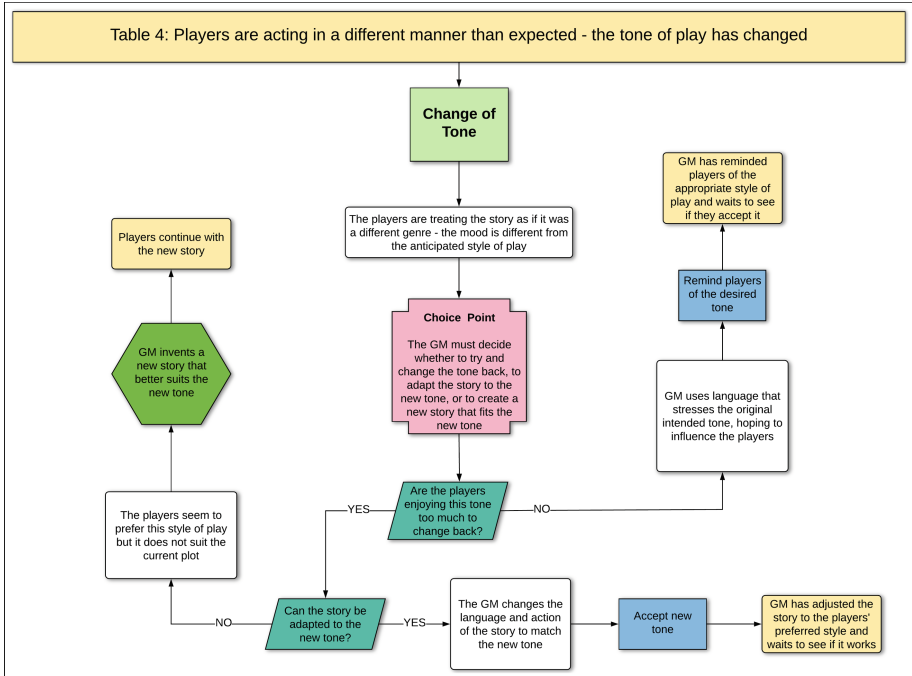 Table 4: Players are acting in a different manner than expected - the tone of play has changed
Change of
Tone
The players are treating the story as if it was
a different genre - the mood is different from
the anticipated style of play
Choice Point
The GM must decide
whether to try and
change the tone back, to
adapt the story to the
new tone, or to create a
new story that fits the
new tone
Are the players
enjoying this tone
too much to
change back?
YES
NO
GM uses language that
stresses the original
intended tone, hoping to
influence the players
Remind players
of the desired
tone
GM has reminded
players of the
appropriate style of
play and waits to see
if they accept it
Can the story be
adapted to the
new tone?
NO
YES
The players seem to
prefer this style of play
but it does not suit the
current plot
GM invents a
new story that
better suits the
new tone
Players continue with
the new story
The GM changes the
language and action
of the story to match
the new tone
Accept new
tone
GM has adjusted the
story to the players'
preferred style and
waits to see if it works